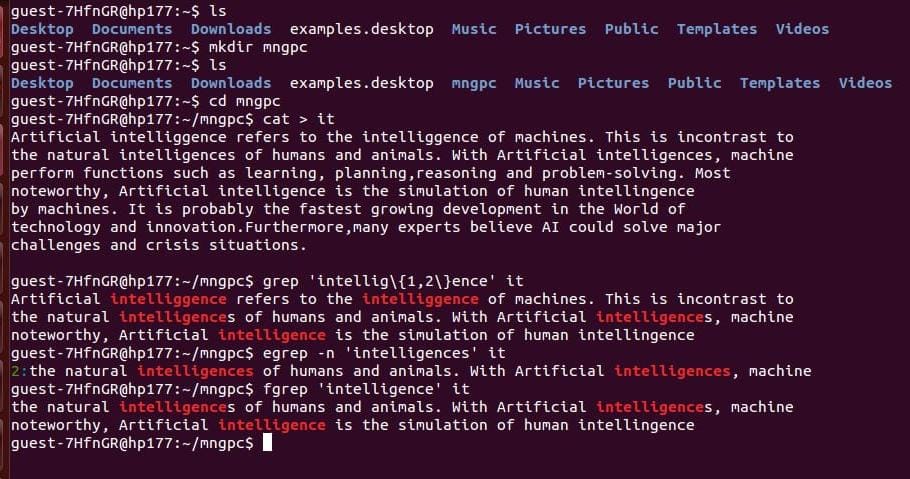 guest-7HfnGR@hp177:~$ ls
Desktop  Documents  Downloads  examples.desktop  Music  Pictures  Public  Templates  Videos
guest-7HfnGR@hp177:~$ mkdir mngpc
guest-7HfnGR@hp177:~$ ls
Desktop  Documents  Downloads  examples.desktop  mngpc  Music  Pictures  Public  Templates  Videos
guest-7HfnGR@hp177:~$ cd mngpc
guest-7HfnGR@hp177:~/mngpc$ cat > it
Artificial intelliggence refers to the intelliggence of machines. This is incontrast to
the natural intelligences of humans and animals. With Artificial intelligences, machine
perform functions such as learning, planning,reasoning and problem-solving. Most
noteworthy, Artificial intelligence is the simulation of human intellingence
by machines. It is probably the fastest growing development in the World of
technology and innovation.Furthermore,many experts believe AI could solve major
challenges and crisis situations.
guest-7HfnGR@hp177:~/mngpc$ grep 'intellig\{1,2\}ence' it
Artificial intelliggence refers to the intelliggence of machines. This is incontrast to
the natural intelligences of humans and animals. With Artificial intelligences, machine
noteworthy, Artificial intelligence is the simulation of human intellingence
guest-7HfnGR@hp177:~/mngpc$ egrep -n 'intelligences' it
2:the natural intelligences of humans and animals. With Artificial intelligences, machine
guest-7HfnGR@hp177:~/mngpc$ fgrep 'intelligence' it
the natural intelligences of humans and animals. With Artificial intelligences, machine
noteworthy, Artificial intelligence is the simulation of human intellingence
guest-7HfnGR@hp177:~/mngpc$